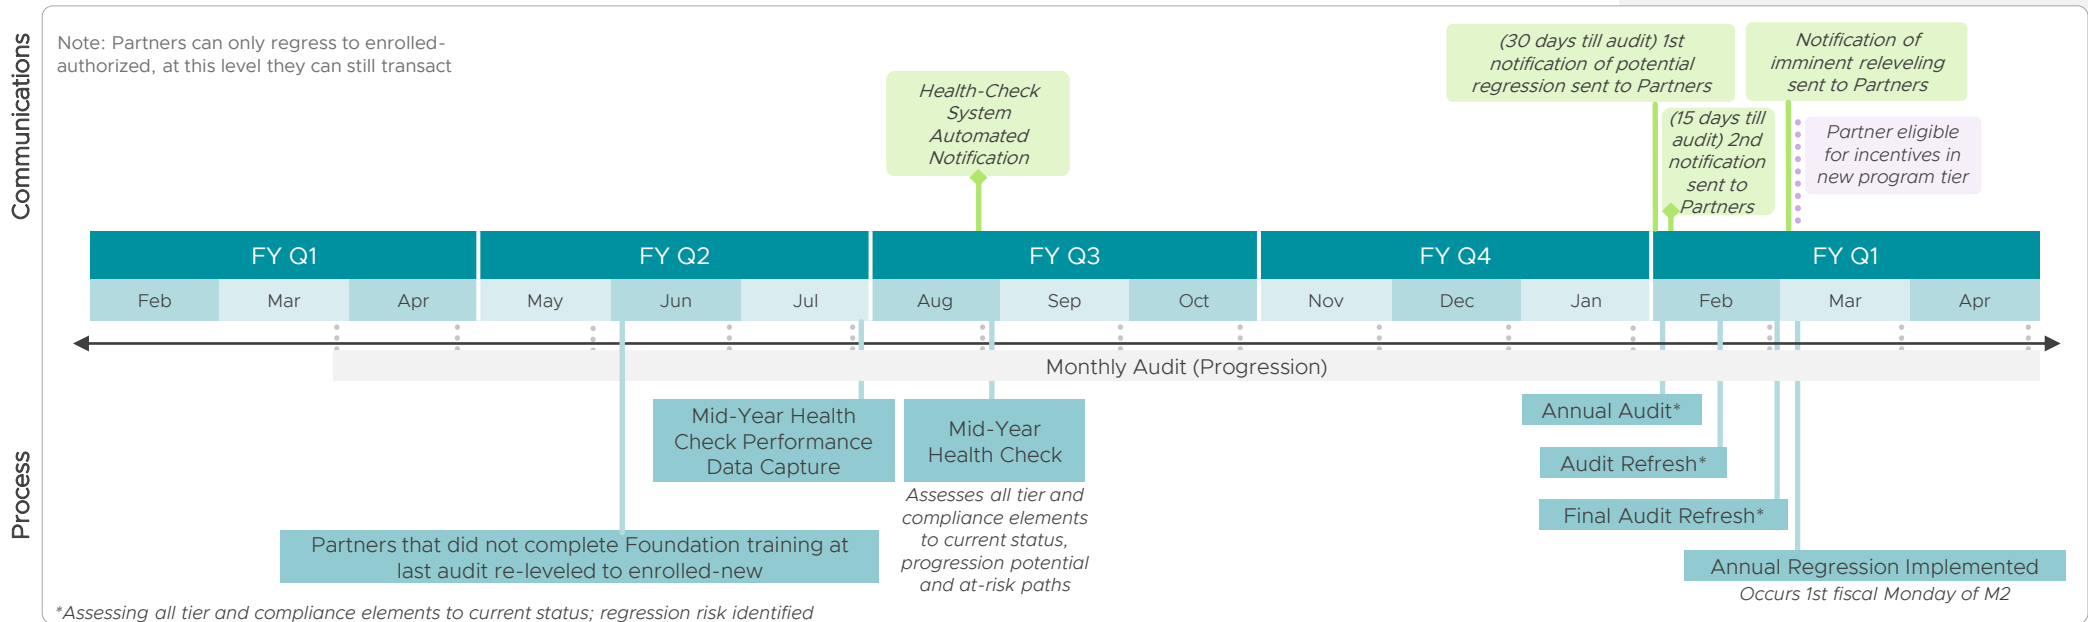 Communications
Note: Partners can only regress to enrolled-
authorized, at this level they can still transact
Health-Check
System
Automated
Notification
(30 days till audit) 1st
notification of potential
regression sent to Partners
(15 days till
audit) 2nd
notification
sent to
Partners
Notification of
imminent releveling
sent to Partners
Partner eligible
for incentives in
new program tier
FY Q1
FY Q2
FY Q3
FY Q4
FY Q1
Feb
Mar
Apr
May
Jun
Jul
Aug
Sep
Oct
Nov
Dec
Jan
Feb
Mar
Apr
Monthly Audit (Progression)
Process
Mid-Year Health
Check Performance
Data Capture
Mid-Year
Health Check
Assesses all tier and
compliance elements
to current status,
progression potential
and at-risk paths
Partners that did not complete Foundation training at
last audit re-leveled to enrolled-new
Annual Audit*
Audit Refresh*
Final Audit Refresh*
Annual Regression Implemented
Occurs 1st fiscal Monday of M2
*Assessing all tier and compliance elements to current status; regression risk identified